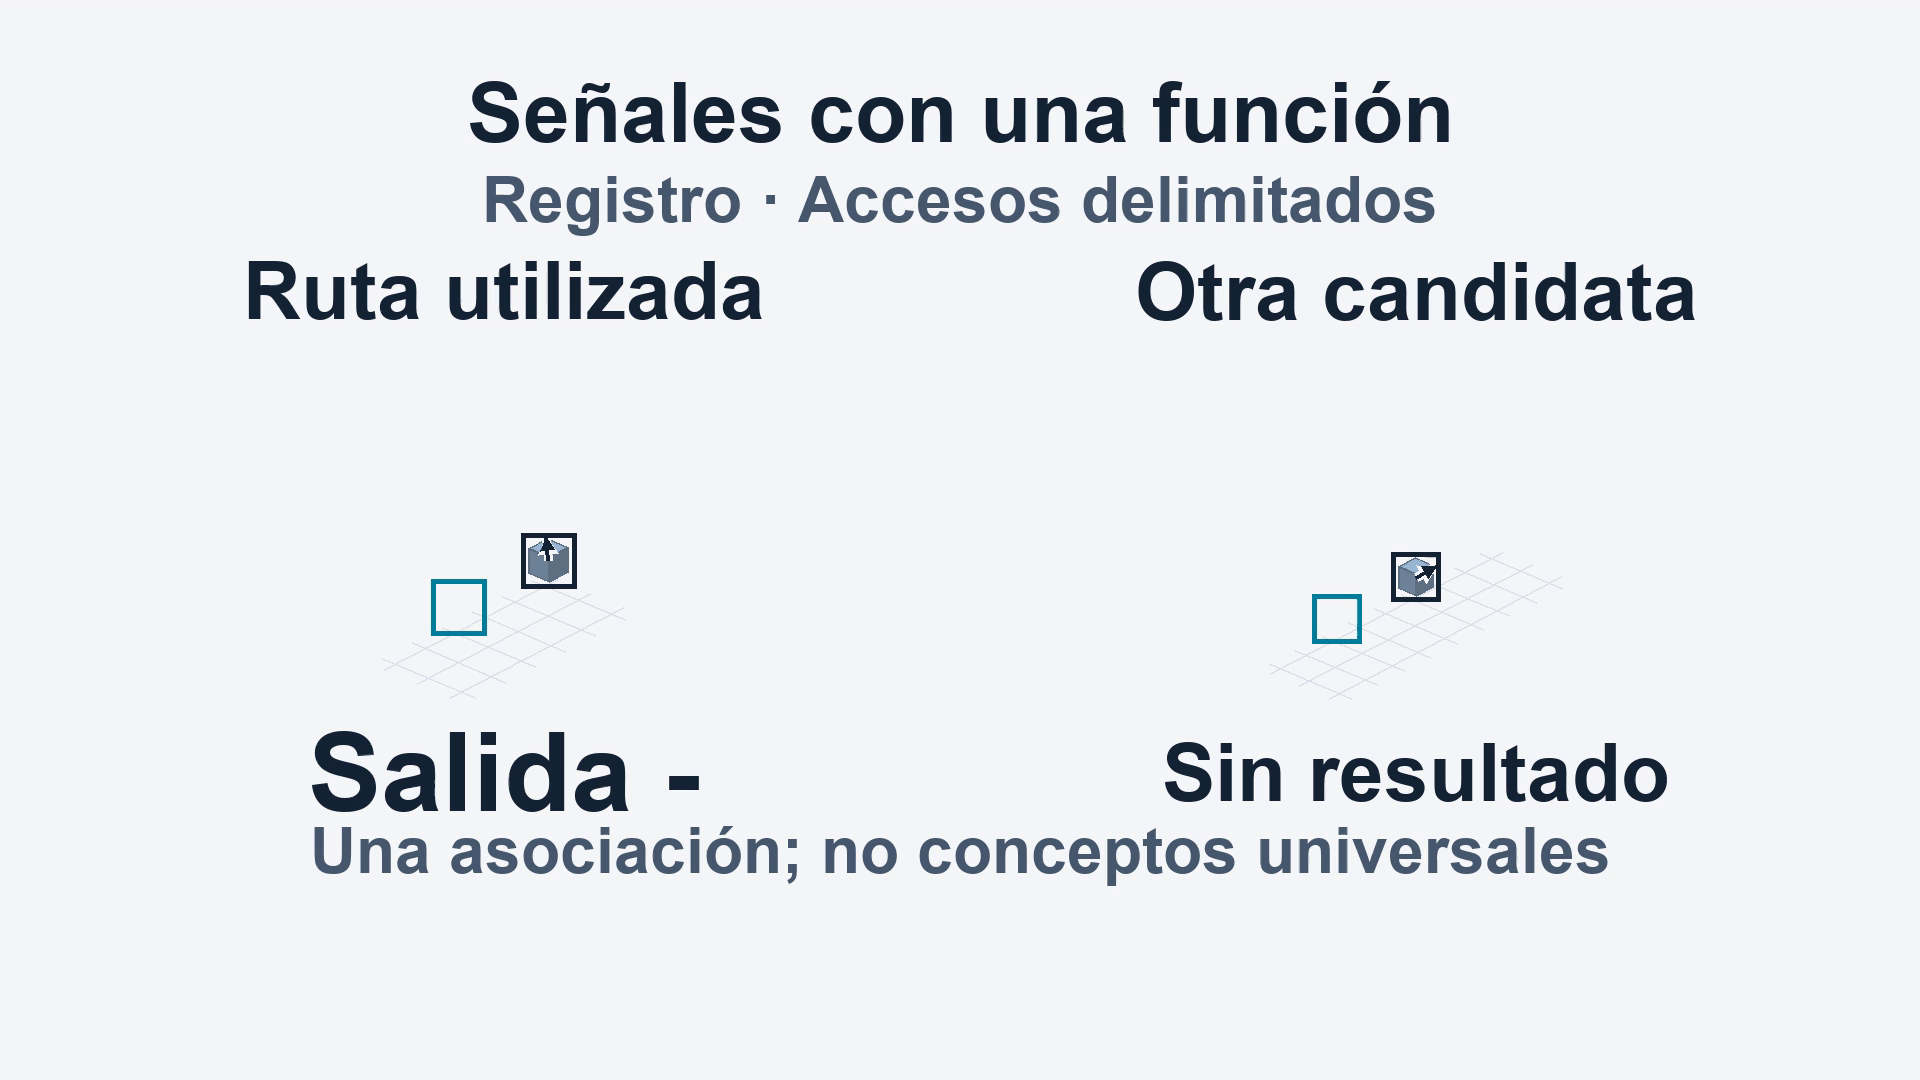 Señales con una función
Registro · Accesos delimitados
Ruta utilizada
Otra candidata
Salida -
Sin resultado
Una asociación; no conceptos universales